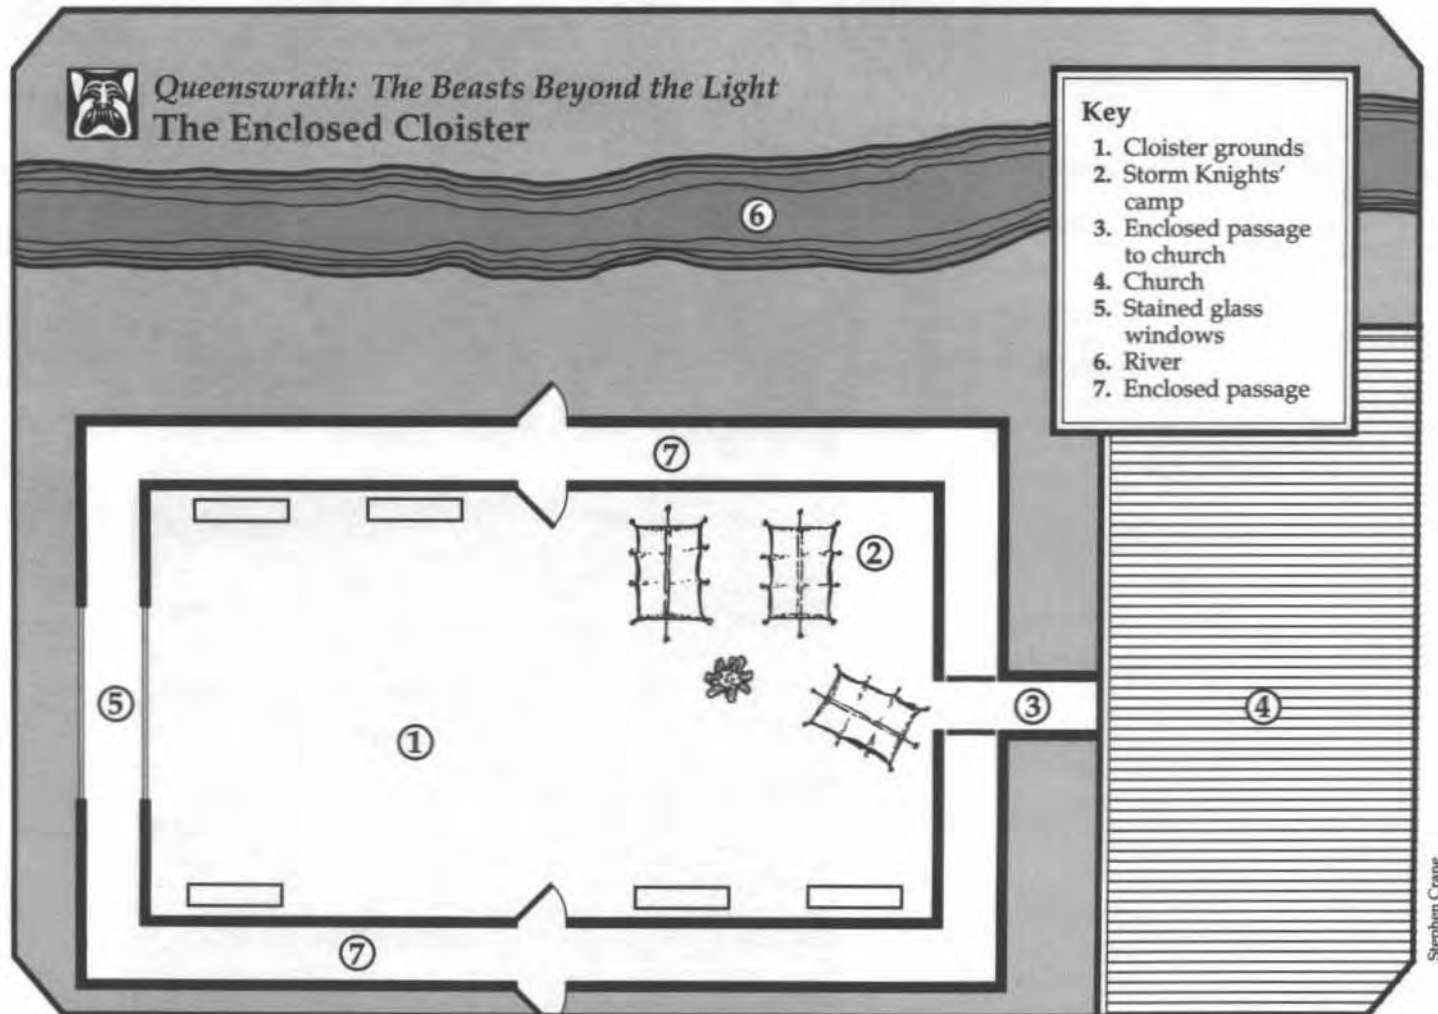 Queenswrath: The Beasts Beyond the Light
The Enclosed Cloister
Key
1. Cloister grounds
2. Storm Knights'
camp
3. Enclosed passage
to church
4. Church
5. Stained glass
windows
6. River
7. Enclosed passage
6
7
2
5
3
4
1
7
Stephen Crane